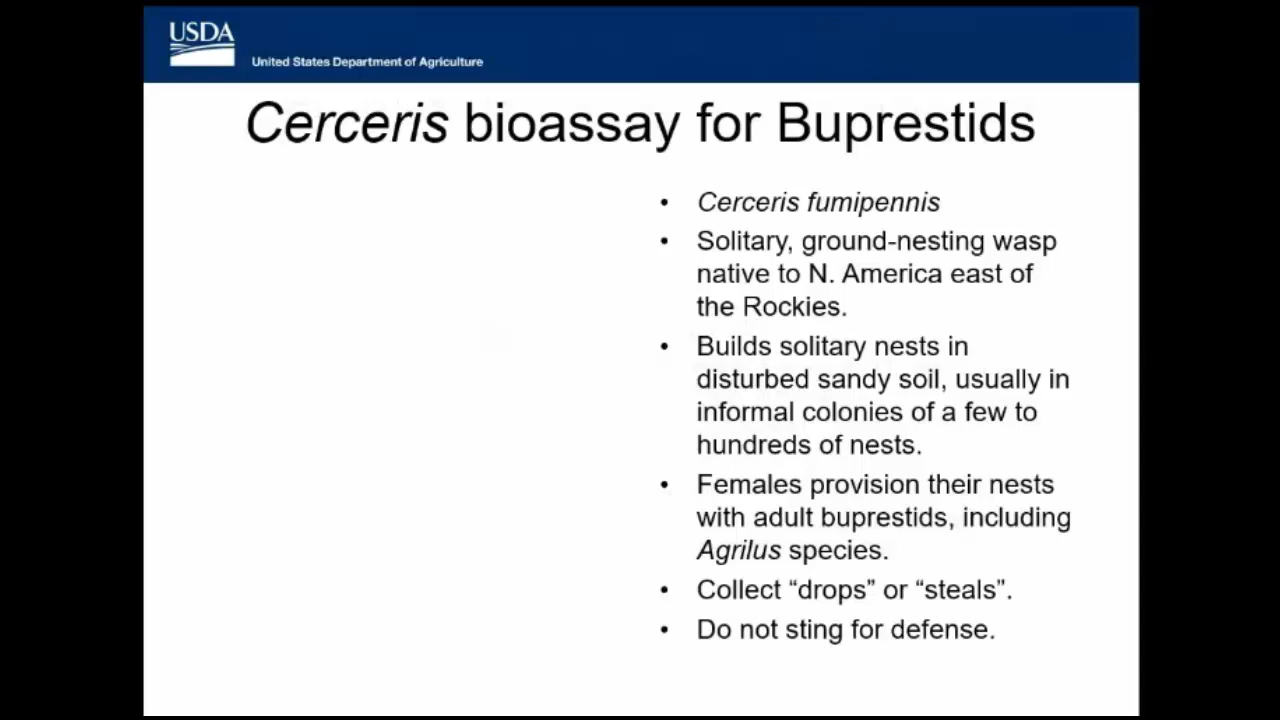 USDA
United States Department of Agriculture
Cerceris bioassay for Buprestids
• Cerceris fumipennis
• Solitary, ground-nesting wasp
native to N. America east of
the Rockies.
• Builds solitary nests in
disturbed sandy soil, usually in
informal colonies of a few to
hundreds of nests.
• Females provision their nests
with adult buprestids, including
Agrilus species.
• Collect “drops” or “steals”.
• Do not sting for defense.